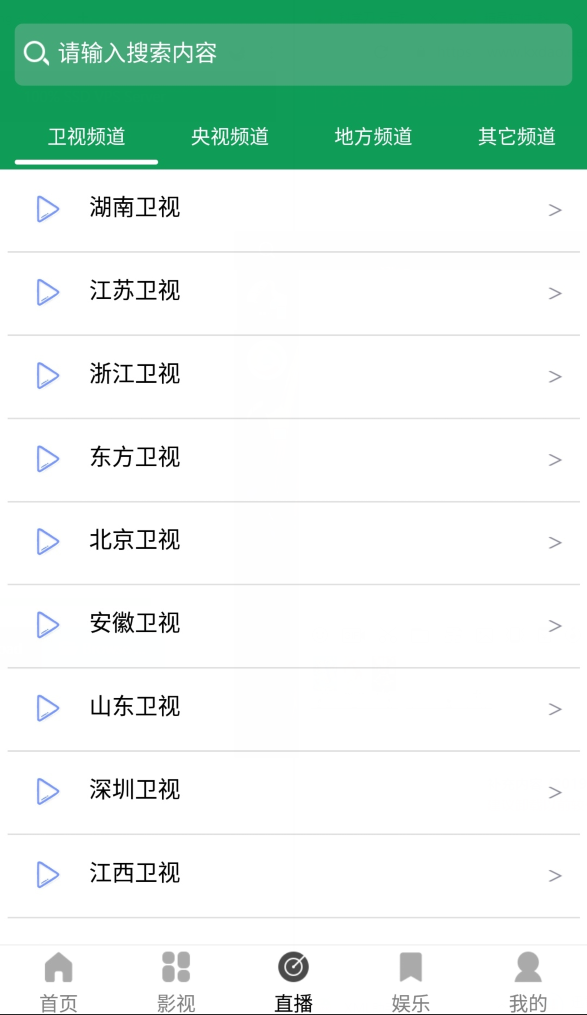 请输入搜索内容
卫视频道 央视频道 地方频道 其它频道
湖南卫视 >
江苏卫视 >
浙江卫视 >
东方卫视 >
北京卫视 >
安徽卫视 >
山东卫视 >
深圳卫视 >
江西卫视 >
首页 影视 直播 娱乐 我的